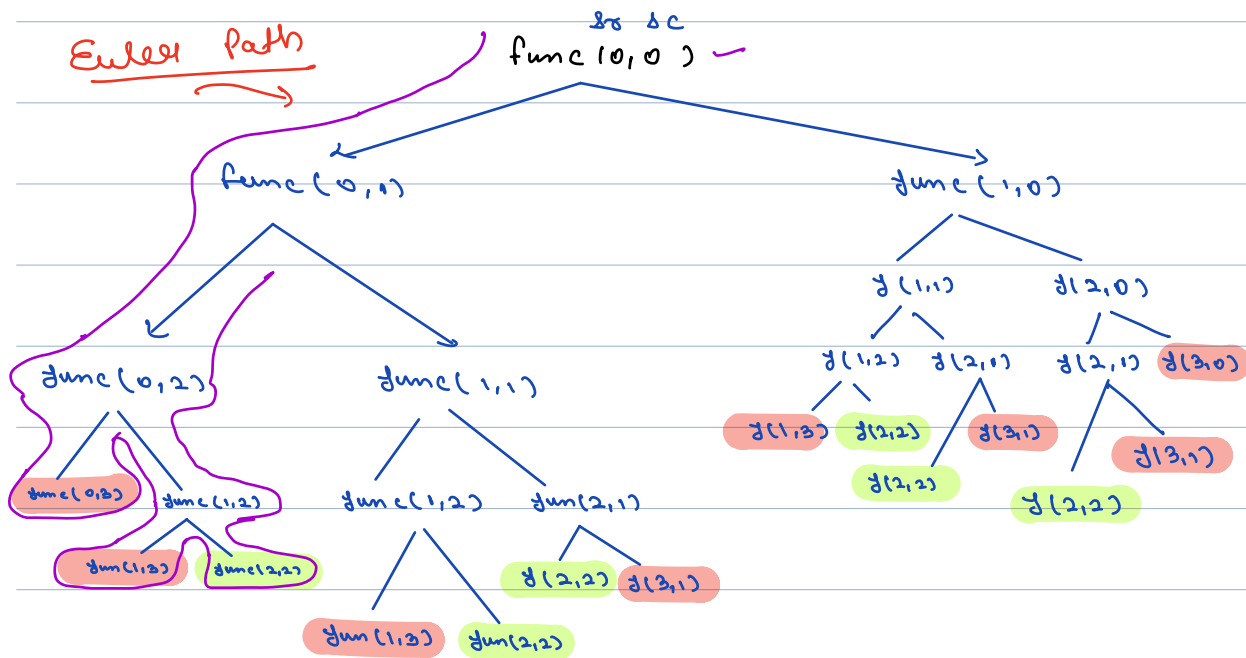 sr sc
Euler Path
func(0,0)
func(0,1) func(1,0)
f(1,1) f(2,0)
func(0,2) func(1,1) f(1,2) f(2,1) f(2,1) f(3,0)
f(1,3) f(2,2) f(3,1) f(3,1)
func(0,3) func(1,2) func(1,2) fun(2,1) f(2,2) f(2,2)
fun(1,3) func(2,2) f(2,2) f(3,1)
fun(1,3) fun(2,2)